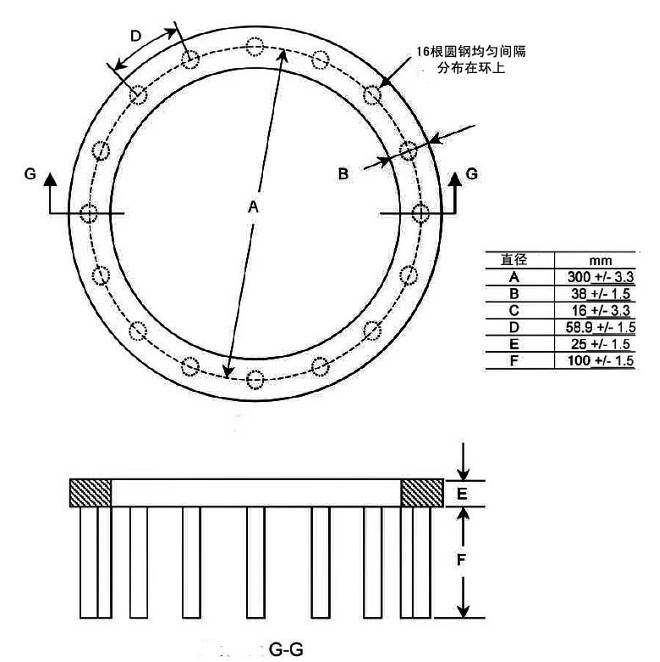 D
16根圆钢均匀间隔
分布在环上
G
B
G
A
直径 mm
A 300 +/- 3.3
B 38 +/- 1.5
C 16 +/- 3.3
D 58.9 +/- 1.5
E 25 +/- 1.5
F 100 +/- 1.5
E
F
G-G